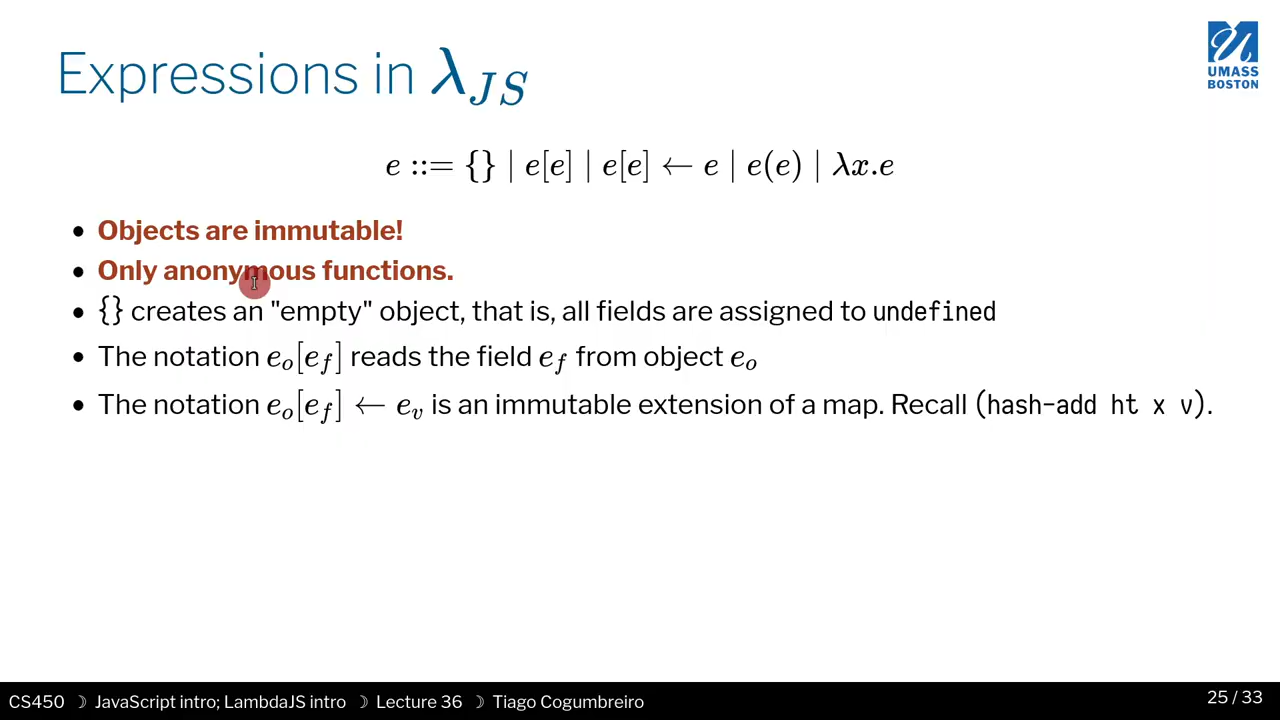 Expressions in λ_JS
UMASS
BOSTON
e ::= {} | e[e] | e[e] ← e | e(e) | λx.e
• Objects are immutable!
• Only anonymous functions.
• {} creates an "empty" object, that is, all fields are assigned to undefined
• The notation e_o[e_f] reads the field e_f from object e_o
• The notation e_o[e_f] ← e_v is an immutable extension of a map. Recall (hash-add ht x v).
CS450 ☽ JavaScript intro; LambdaJS intro ☽ Lecture 36 ☽ Tiago Cogumbreiro
25 / 33